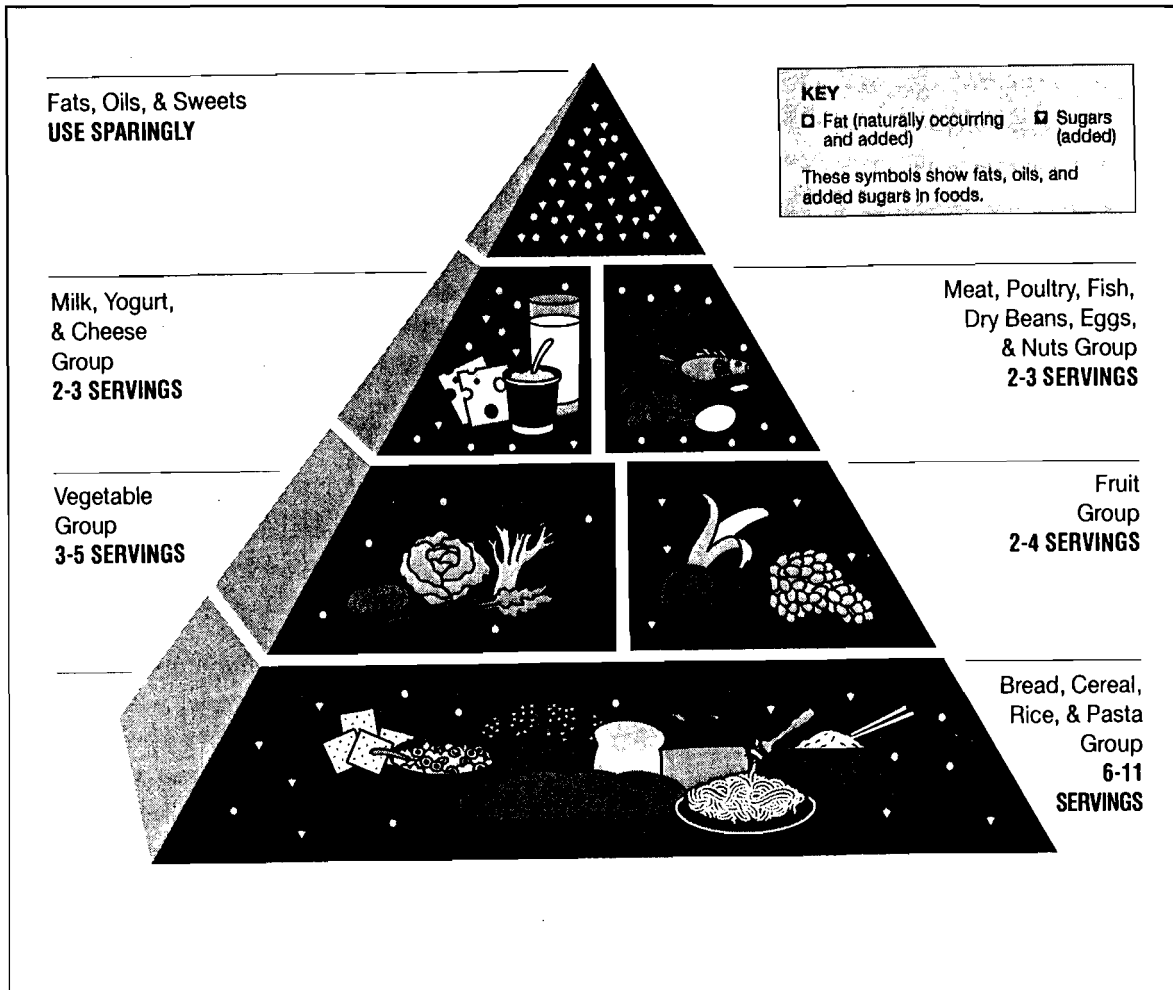 Fats, Oils, & Sweets
USE SPARINGLY
KEY
Fat (naturally occurring
and added)
Sugars
(added)
These symbols show fats, oils, and
added sugars in foods.
Milk, Yogurt,
& Cheese
Group
2-3 SERVINGS
Meat, Poultry, Fish,
Dry Beans, Eggs,
& Nuts Group
2-3 SERVINGS
Vegetable
Group
3-5 SERVINGS
Fruit
Group
2-4 SERVINGS
Bread, Cereal,
Rice, & Pasta
Group
6-11
SERVINGS